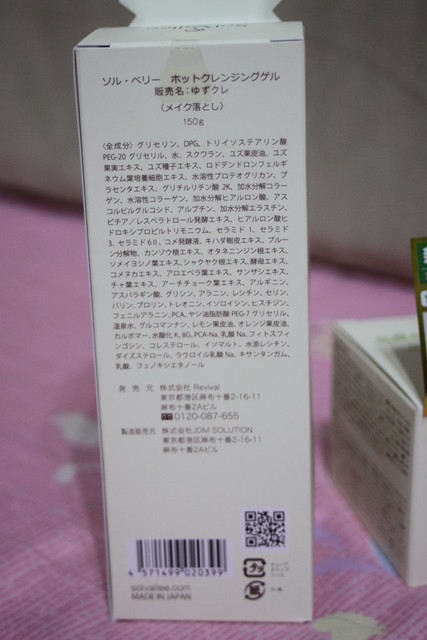 ソル・ベリー　ホットクレンジングゲル
販売名：ゆずクレ
〈メイク落とし〉
150g
〈全成分〉グリセリン、DPG、トリイソステアリン酸
PEG-20 グリセリル、水、スクワラン、ユズ果皮油、ユズ
果実エキス、ユズ種子エキス、ロドデンドロンフェルギ
ネウム葉培養細胞エキス、水溶性プロテオグリカン、プ
ラセンタエキス、グリチルリチン酸 2K、加水分解コラー
ゲン、水溶性コラーゲン、加水分解ヒアルロン酸、アス
コルビルグルコシド、アルブチン、加水分解エラスチン、
ピチア／レスベラトロール発酵エキス、ヒアルロン酸ヒ
ドロキシプロピルトリモニウム、セラミド 1、セラミド
3、セラミド 6Ⅱ、コメ発酵液、キハダ樹皮エキス、プルーン
分解物、カンゾウ根エキス、オタネニンジン根エキス、
ソメイヨシノ葉エキス、シャクヤク根エキス、酵母エキス、
コメヌカエキス、アロエベラ葉エキス、サンザシエキス、
チャ葉エキス、アーチチョーク葉エキス、アルギニン、
アスパラギン酸、グリシン、アラニン、レシチン、セリン、
バリン、プロリン、トレオニン、イソロイシン、ヒスチジン、
フェニルアラニン、PCA、ヤシ油脂肪酸 PEG-7 グリセリル、
温泉水、グルコマンナン、レモン果皮油、オレンジ果皮油、
カルボマー、水酸化 K、BG、PCA-Na、乳酸 Na、フィトスフィ
ンゴシン、コレステロール、イソマルト、水添レシチン、
ダイズステロール、ラウロイル乳酸 Na、キサンタンガム、
乳酸、フェノキシエタノール
発　売　元　株式会社 Revival
東京都港区麻布十番2-16-11
麻布十番2Aビル
0120-087-655
製造販売元　株式会社JDM SOLUTION
東京都港区麻布十番2-16-11
麻布十番2Aビル
4 571499 020399
solvallee.com
MADE IN JAPAN